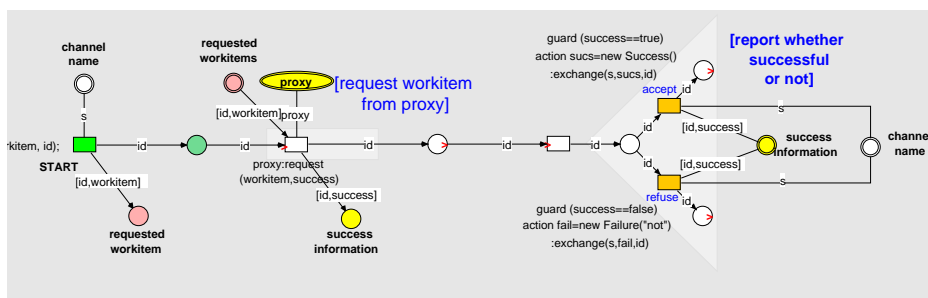 channel
name
s
rkitem, id);
START
[id,workitem]
requested
workitem
id
id
requested
workitems
[id,workitem]
proxy
proxy
[request workitem
from proxy]
proxy:request
(workitem,success)
[id,success]
success
information
id
>
id
>
id
>
guard (success==true)
action sucs=new Success()
:exchange(s,sucs,id)
accept
id
>
id
id
[report whether
successful
or not]
s
[id,success]
[id,success]
success
information
channel
name
s
refuse
id
>
guard (success==false)
action fail=new Failure("not")
:exchange(s,fail,id)